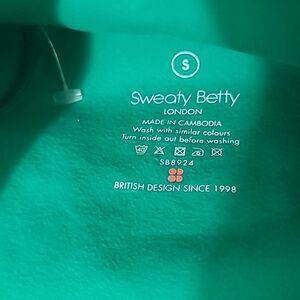 S
Sweaty Betty
LONDON
MADE IN CAMBODIA
Wash with similar colours
Turn inside out before washing
SB8924
BRITISH DESIGN SINCE 1998